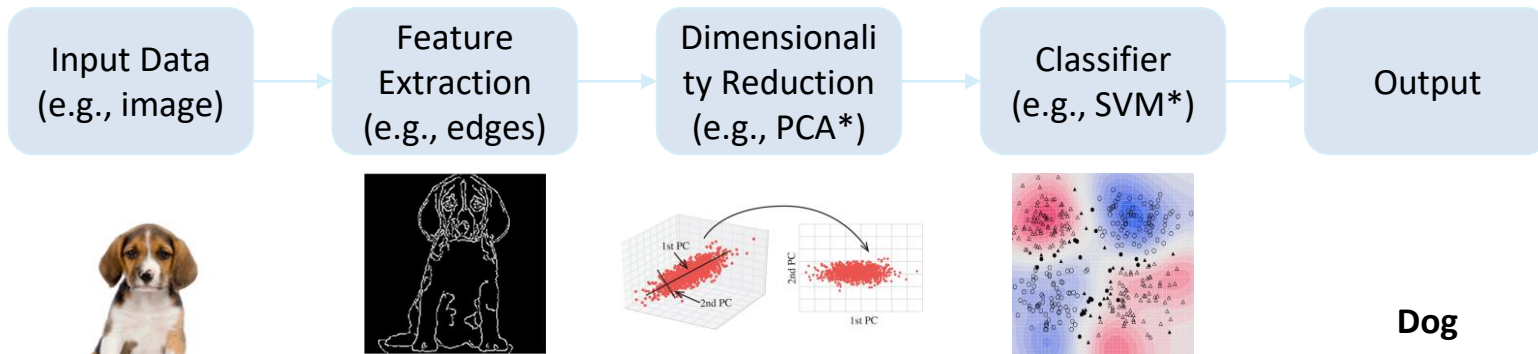 Input Data
(e.g., image)
Feature
Extraction
(e.g., edges)
Dimensionali
ty Reduction
(e.g., PCA*)
Classifier
(e.g., SVM*)
Output
1st PC
2nd PC
2nd PC
1st PC
Dog